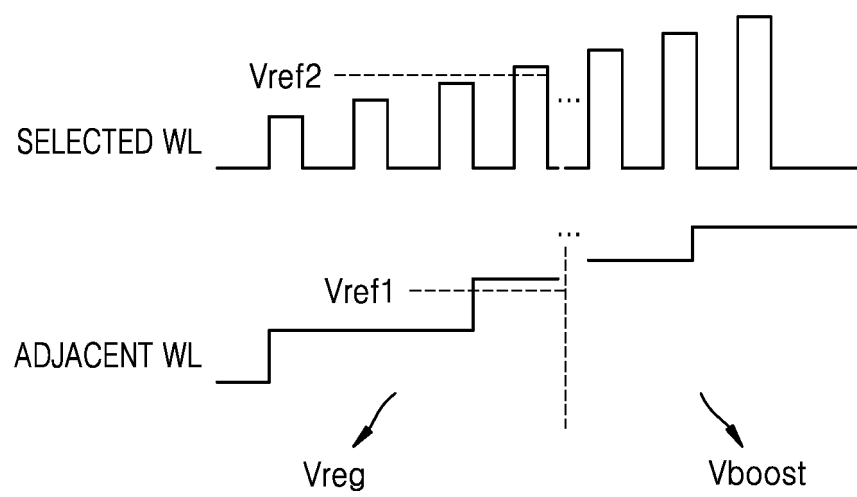 Vref2
...
SELECTED WL
...
Vref1
ADJACENT WL
Vreg
Vboost